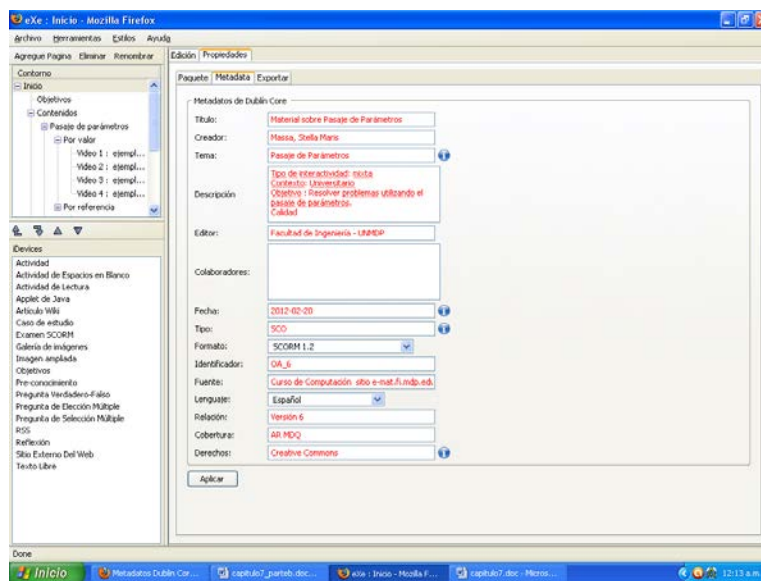 eXe : Inicio - Mozilla Firefox
Archivo Herramientas Estilos Ayuda
Agregue Pagina Eliminar Renombrar
Edición Propiedades
Contorno
Inicio
Objetivos
Contenidos
Pasaje de parámetros
Por valor
Video 1 : ejempl...
Video 2 : ejempl...
Video 3 : ejempl...
Video 4 : ejempl...
Por referencia
iDevices
Actividad
Actividad de Espacios en Blanco
Actividad de Lectura
Applet de Java
Artículo Wiki
Caso de estudio
Examen SCORM
Galería de imágenes
Imagen ampliada
Objetivos
Pre-conocimiento
Pregunta Verdadero-Falso
Pregunta de Elección Múltiple
Pregunta de Selección Múltiple
RSS
Reflexión
Sitio Externo Del Web
Texto Libre
Paquete Metadata Exportar
Metadatos de Dublín Core
Título: Material sobre Pasaje de Parámetros
Creador: Massa, Stella Maris
Tema: Pasaje de Parámetros
Descripción
Tipo de interactividad: mixta
Contexto: Universitario
Objetivo : Resolver problemas utilizando el
pasaje de parámetros.
Calidad
Editor: Facultad de Ingeniería - UNMDP
Colaboradores:
Fecha: 2012-02-20
Tipo: SCO
Formato: SCORM 1.2
Identificador: OA_6
Fuente: Curso de Computación sitio e-mat.fi.mdp.edu.
Lenguaje: Español
Relación: Versión 6
Cobertura: AR MDQ
Derechos: Creative Commons
Aplicar
Done
Inicio
Metadatos Dublin Cor...
capitulo7_parteb.doc...
eXe : Inicio - Mozilla F...
capitulo7.doc - Micros...
12:13 a.m.